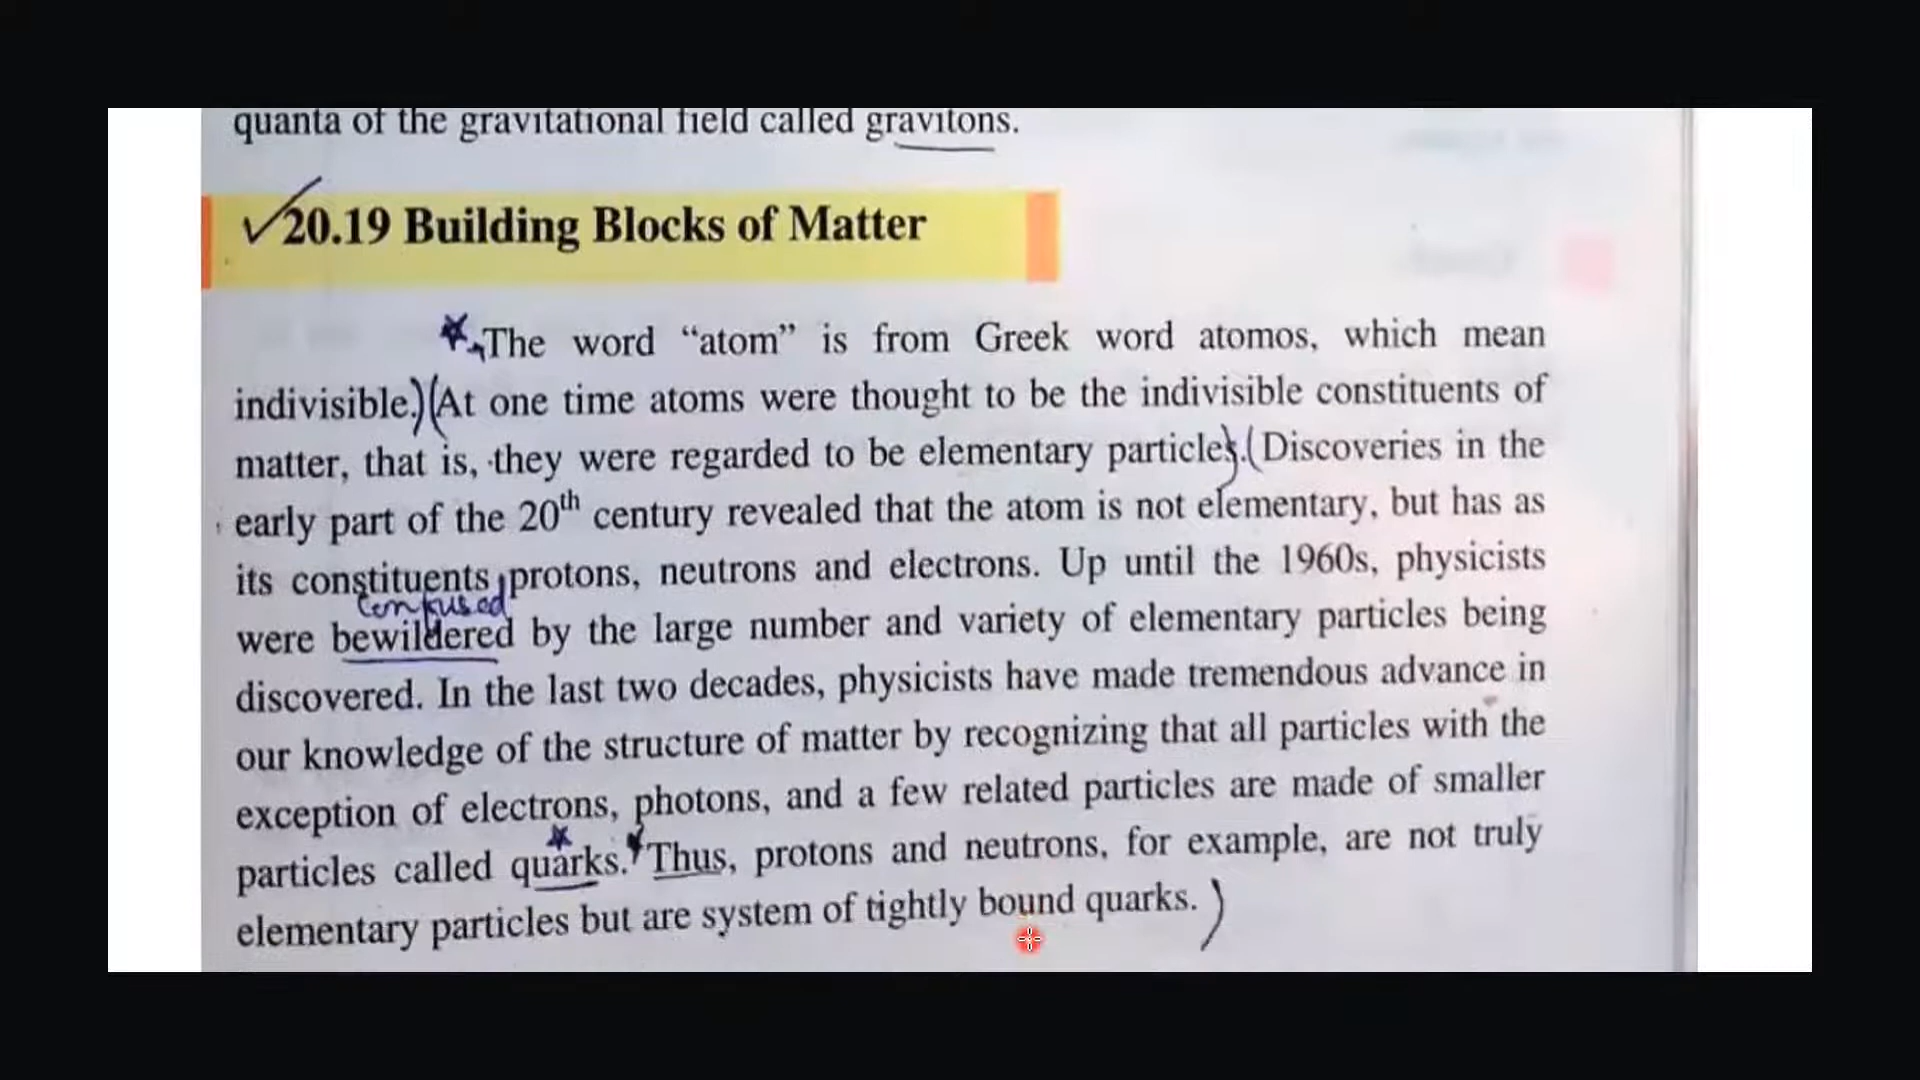 quanta of the gravitational field called gravitons.
20.19 Building Blocks of Matter
The word “atom” is from Greek word atomos, which mean
indivisible.)(At one time atoms were thought to be the indivisible constituents of
matter, that is, they were regarded to be elementary particles).(Discoveries in the
early part of the 20th century revealed that the atom is not elementary, but has as
its constituents protons, neutrons and electrons. Up until the 1960s, physicists
confused
were bewildered by the large number and variety of elementary particles being
discovered. In the last two decades, physicists have made tremendous advance in
our knowledge of the structure of matter by recognizing that all particles with the
exception of electrons, photons, and a few related particles are made of smaller
particles called quarks. Thus, protons and neutrons, for example, are not truly
elementary particles but are system of tightly bound quarks. )